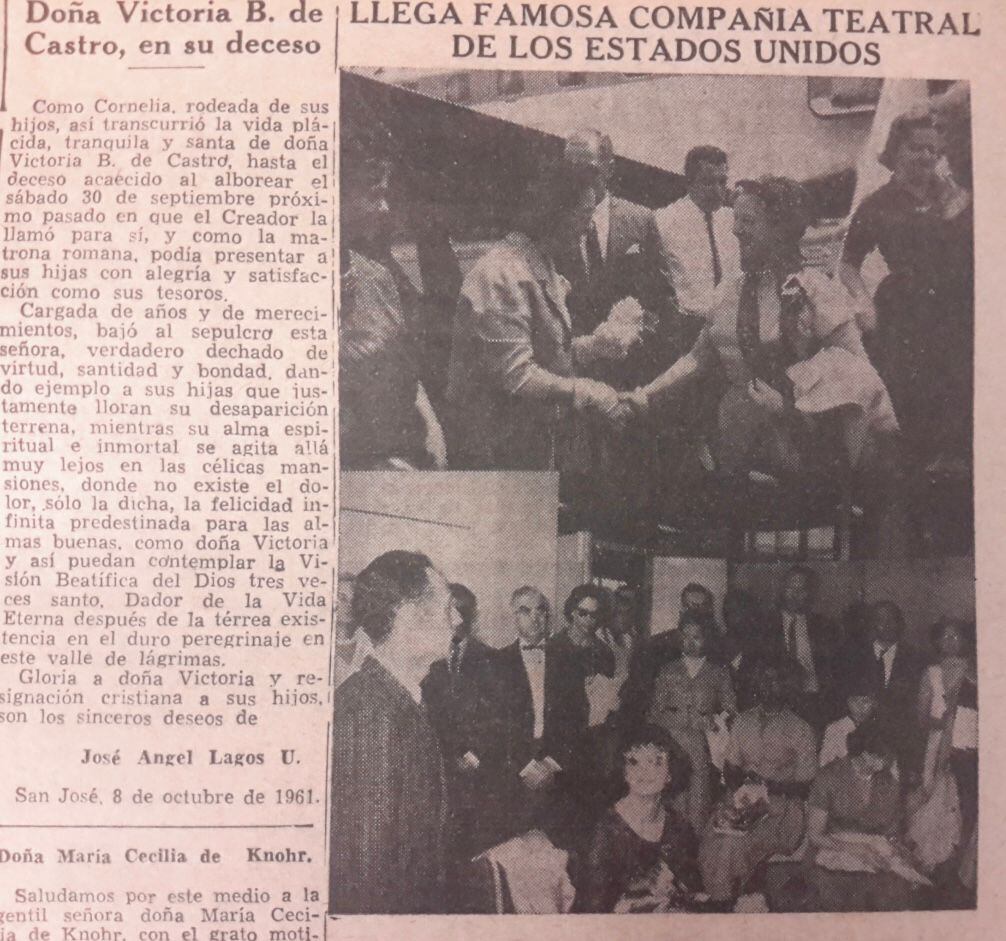 Doña Victoria B. de
Castro, en su deceso
Como Cornelia, rodeada de sus
hijos, así transcurrió la vida plá-
cida, tranquila y santa de doña
Victoria B. de Castro, hasta el
deceso acaecido al alborear el
sábado 30 de septiembre próxi-
mo pasado en que el Creador la
llamó para sí, y como la ma-
trona romana, podía presentar a
sus hijas con alegría y satisfac-
ción como sus tesoros.
Cargada de años y de mereci-
mientos, bajó al sepulcro esta
señora, verdadero dechado de
virtud, santidad y bondad, dan-
do ejemplo a sus hijas que jus-
tamente lloran su desaparición
terrena, mientras su alma espi-
ritual e inmortal se agita allá
muy lejos en las célicas man-
siones, donde no existe el do-
lor, sólo la dicha, la felicidad in-
finita predestinada para las al-
mas buenas, como doña Victoria
y así puedan contemplar la Vi-
sión Beatífica del Dios tres ve-
ces santo, Dador de la Vida
Eterna después de la térrea exis-
tencia en el duro peregrinaje en
este valle de lágrimas.
Gloria a doña Victoria y re-
signación cristiana a sus hijos,
son los sinceros deseos de
José Angel Lagos U.
San José, 8 de octubre de 1961.
Doña María Cecilia de Knohr.
Saludamos por este medio a la
gentil señora doña María Ceci-
lia de Knohr, con el grato moti-
LLEGA FAMOSA COMPAÑIA TEATRAL
DE LOS ESTADOS UNIDOS